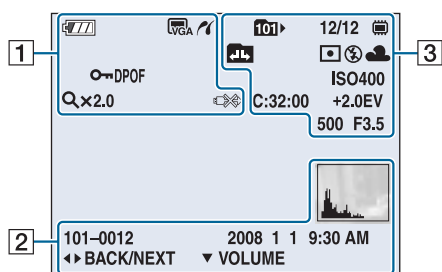 VGA 101 12/12
1
3
DPOF
ISO400
×2.0 C:32:00 +2.0EV
500 F3.5
2
101–0012 2008 1 1 9:30 AM
BACK/NEXT VOLUME